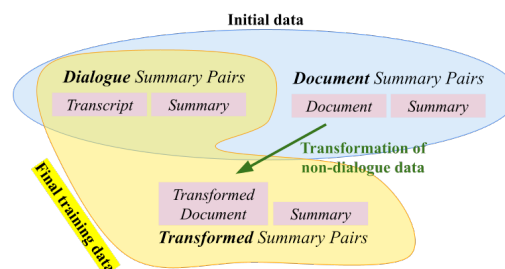 Initial data
Dialogue Summary Pairs
Transcript Summary
Document Summary Pairs
Document Summary
Transformation of
non-dialogue data
Transformed
Document Summary
Transformed Summary Pairs
Final training data